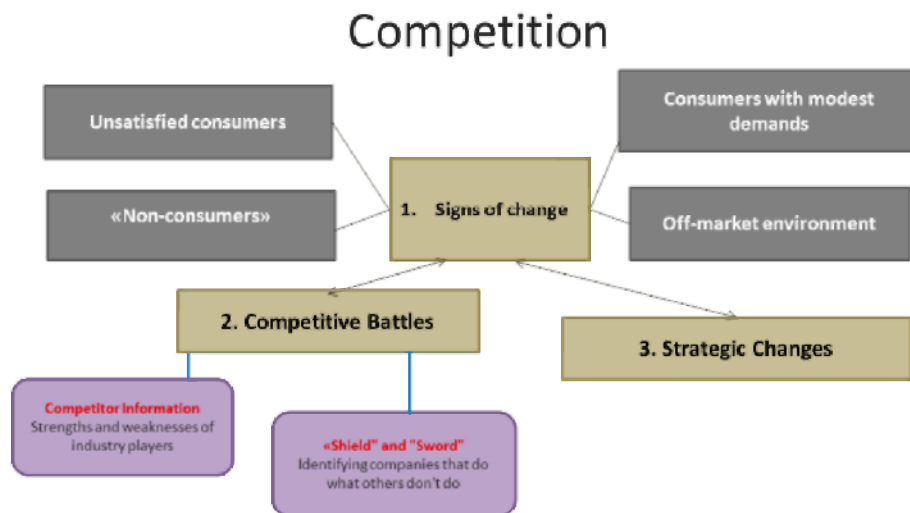 Competition
Unsatisfied consumers
Consumers with modest
demands
1. Signs of change
«Non-consumers»
Off-market environment
2. Competitive Battles
3. Strategic Changes
Competitor Information
Strengths and weaknesses of
industry players
«Shield" and "Sword"
Identifying companies that do
what others don't do